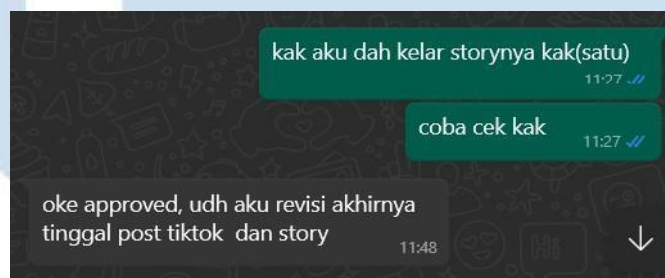 kak aku dah kelar storynya kak(satu)
11:27
coba cek kak
11:27
oke approved, udh aku revisi akhirnya
tinggal post tiktok dan story
11:48